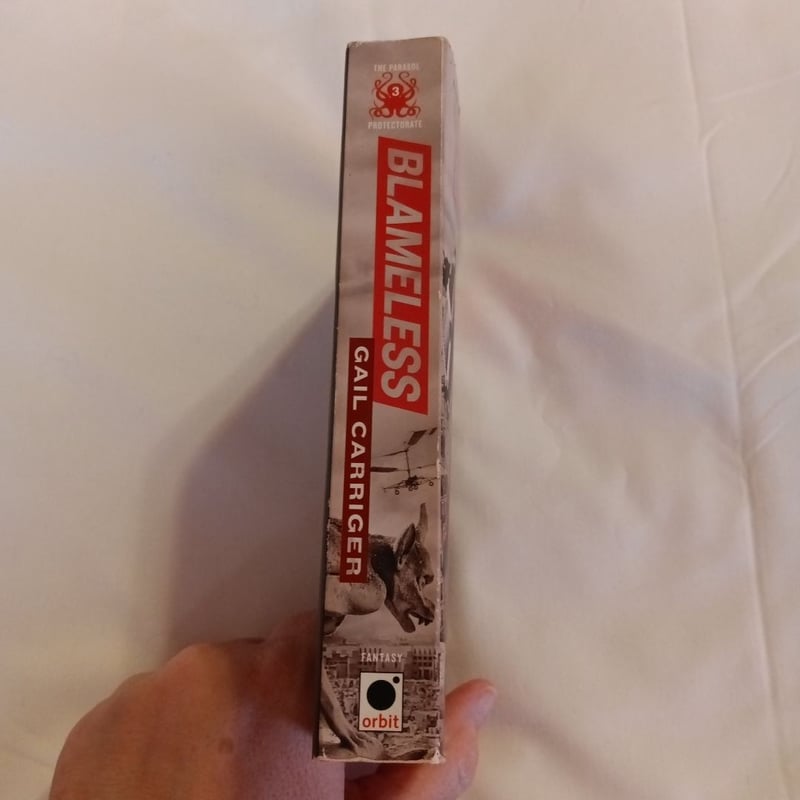 THE PARASOL
3
PROTECTORATE
BLAMELESS
GAIL CARRIGER
FANTASY
orbit